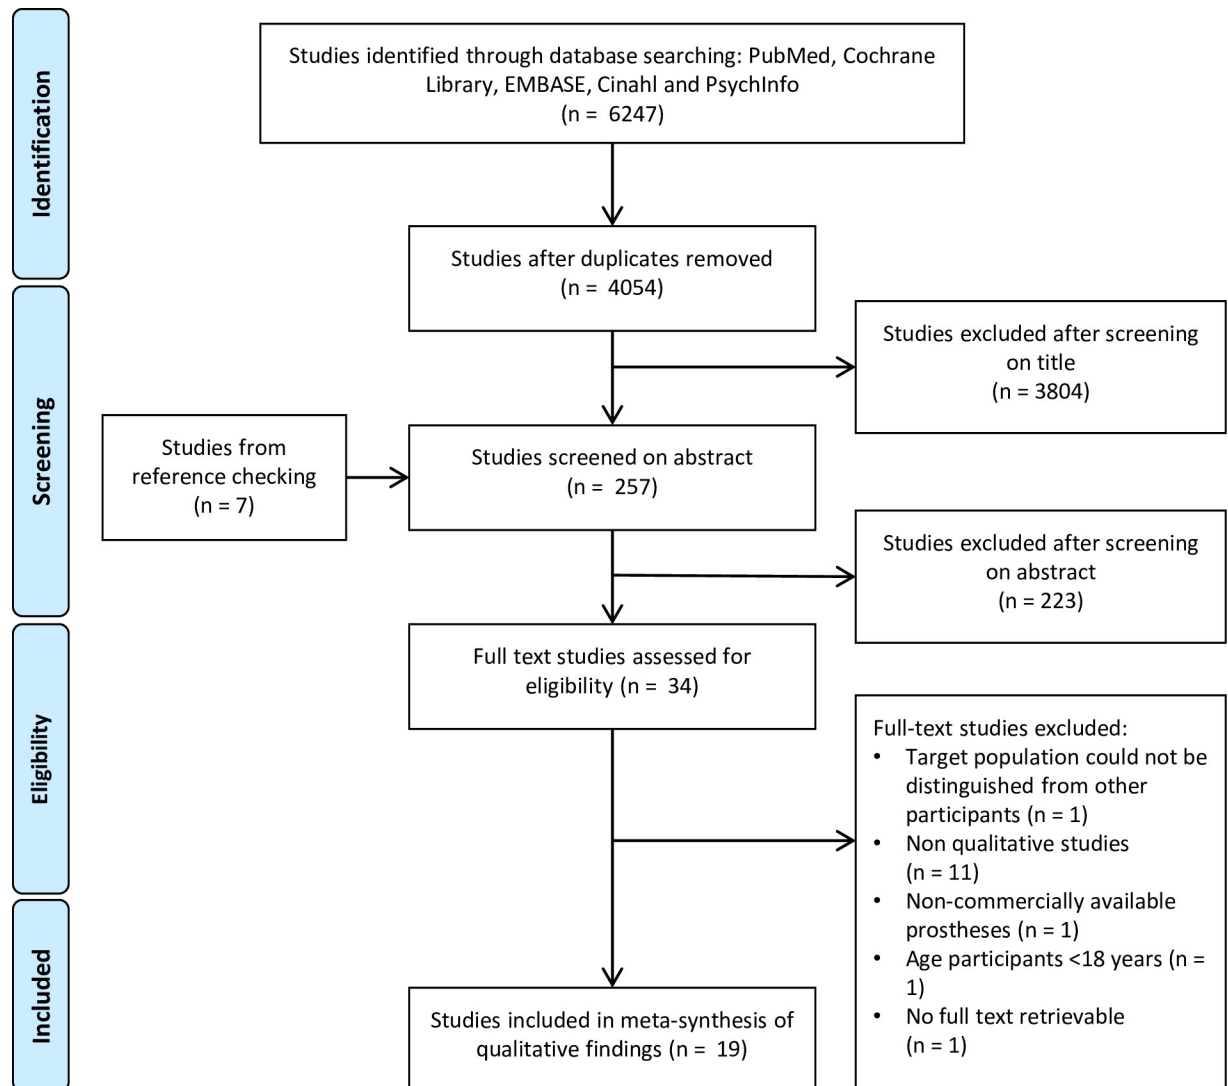 Identification
Studies identified through database searching: PubMed, Cochrane
Library, EMBASE, Cinahl and PsychInfo
(n = 6247)
Studies after duplicates removed
(n = 4054)
Screening
Studies excluded after screening
on title
(n = 3804)
Studies from
reference checking
(n = 7)
Studies screened on abstract
(n = 257)
Studies excluded after screening
on abstract
(n = 223)
Eligibility
Full text studies assessed for
eligibility (n = 34)
Full-text studies excluded:
• Target population could not be
distinguished from other
participants (n = 1)
• Non qualitative studies
(n = 11)
• Non-commercially available
prostheses (n = 1)
• Age participants <18 years (n =
1)
• No full text retrievable
(n = 1)
Included
Studies included in meta-synthesis of
qualitative findings (n = 19)